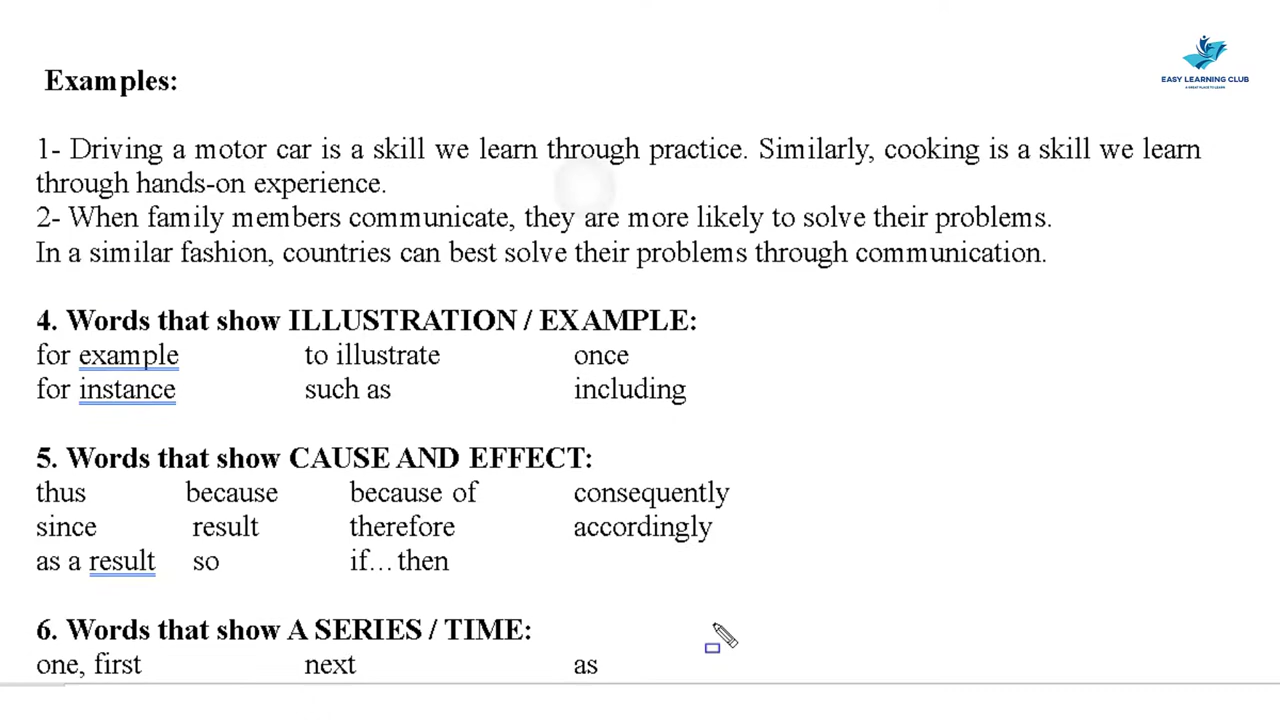 EASY LEARNING CLUB
A GREAT PLACE TO LEARN
Examples:
1- Driving a motor car is a skill we learn through practice. Similarly, cooking is a skill we learn
through hands-on experience.
2- When family members communicate, they are more likely to solve their problems.
In a similar fashion, countries can best solve their problems through communication.
4. Words that show ILLUSTRATION / EXAMPLE:
for example to illustrate once
for instance such as including
5. Words that show CAUSE AND EFFECT:
thus because because of consequently
since result therefore accordingly
as a result so if… then
6. Words that show A SERIES / TIME:
one, first next as